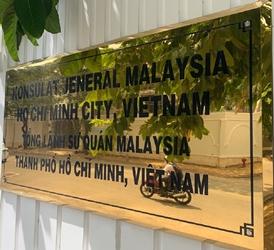 KONSULAT JENERAL MALAYSIA
HO CHI MINH CITY, VIETNAM
TỔNG LÃNH SỰ QUÁN MALAYSIA
THÀNH PHỐ HỒ CHÍ MINH, VIỆT NAM